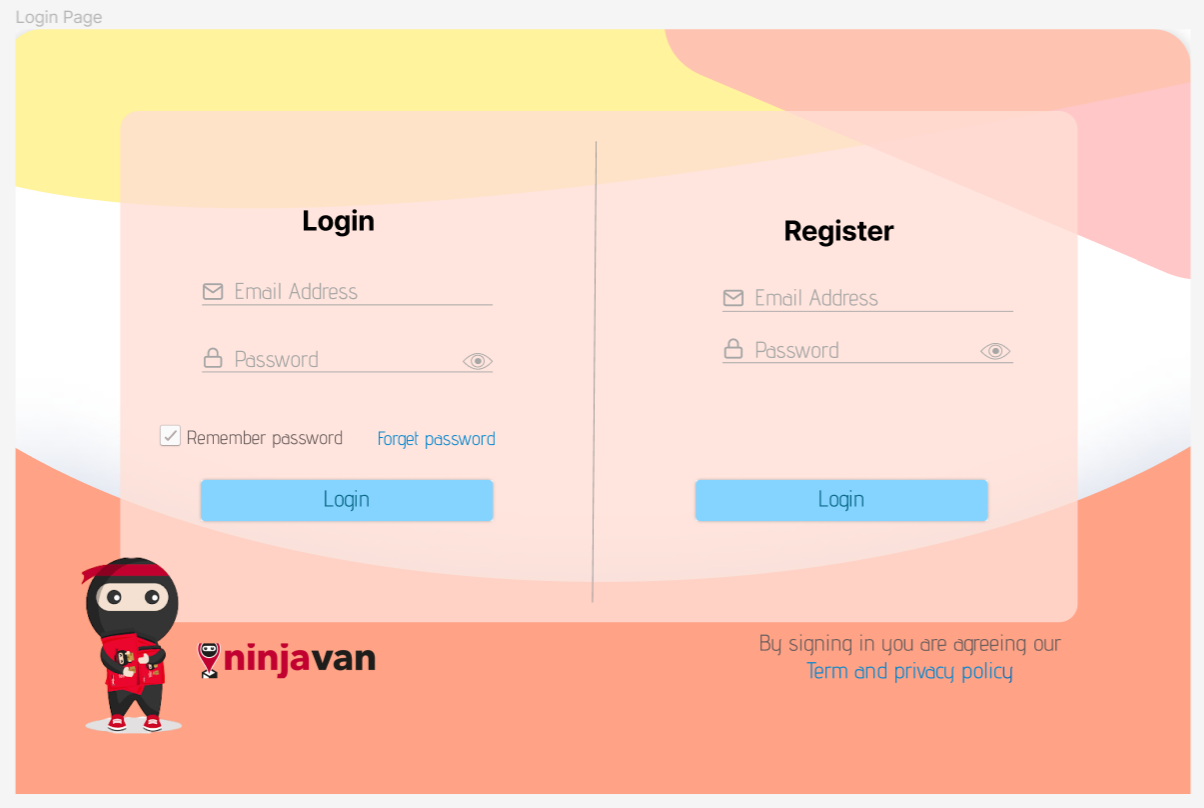 Login Page
Login
Email Address
Password
Remember password
Forget password
Login
Register
Email Address
Password
Login
ninjavan
By signing in you are agreeing our
Term and privacy policy